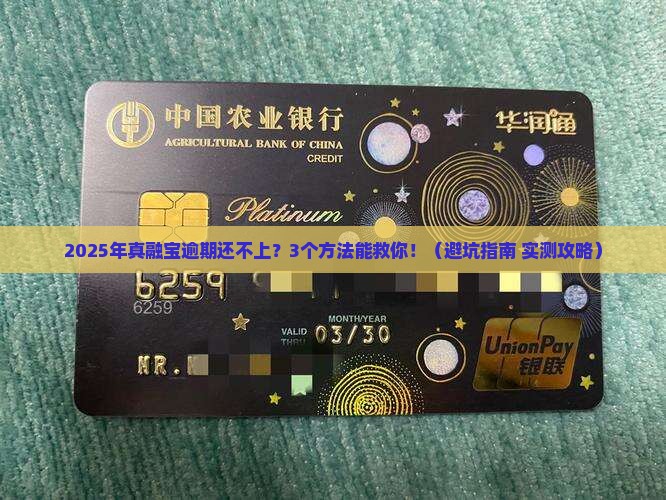 中国农业银行
AGRICULTURAL BANK OF CHINA
CREDIT
华润通
Platinum
2025年真融宝逾期还不上？3个方法能救你！（避坑指南 实测攻略）
6259
6259
MONTH/YEAR
VALID THRU 03/30
MR.
UnionPay
银联